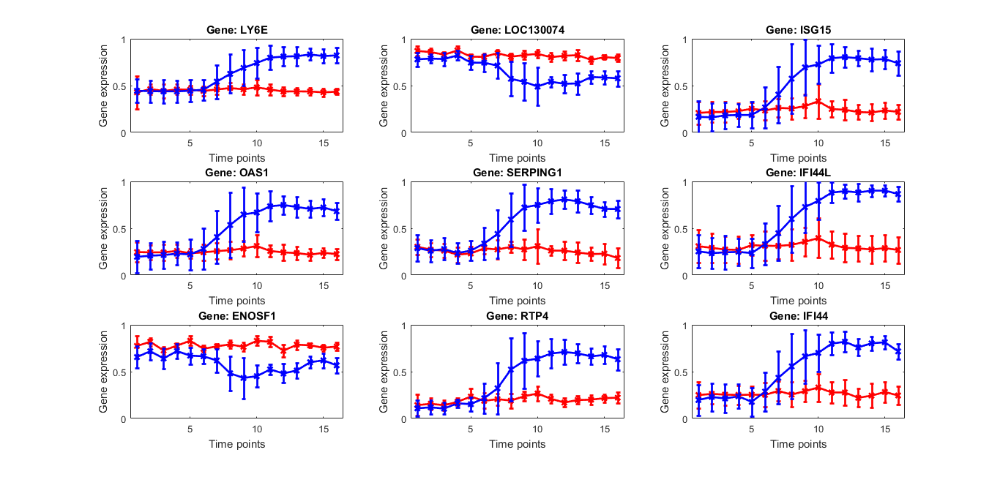 Gene: LY6E
Gene: LOC130074
Gene: ISG15
1
0.5
0
Gene expression
5
10
15
Time points
1
0.5
0
Gene expression
5
10
15
Time points
1
0.5
0
Gene expression
5
10
15
Time points
Gene: OAS1
Gene: SERPING1
Gene: IFI44L
1
0.5
0
Gene expression
5
10
15
Time points
1
0.5
0
Gene expression
5
10
15
Time points
1
0.5
0
Gene expression
5
10
15
Time points
Gene: ENOSF1
Gene: RTP4
Gene: IFI44
1
0.5
0
Gene expression
5
10
15
Time points
1
0.5
0
Gene expression
5
10
15
Time points
1
0.5
0
Gene expression
5
10
15
Time points